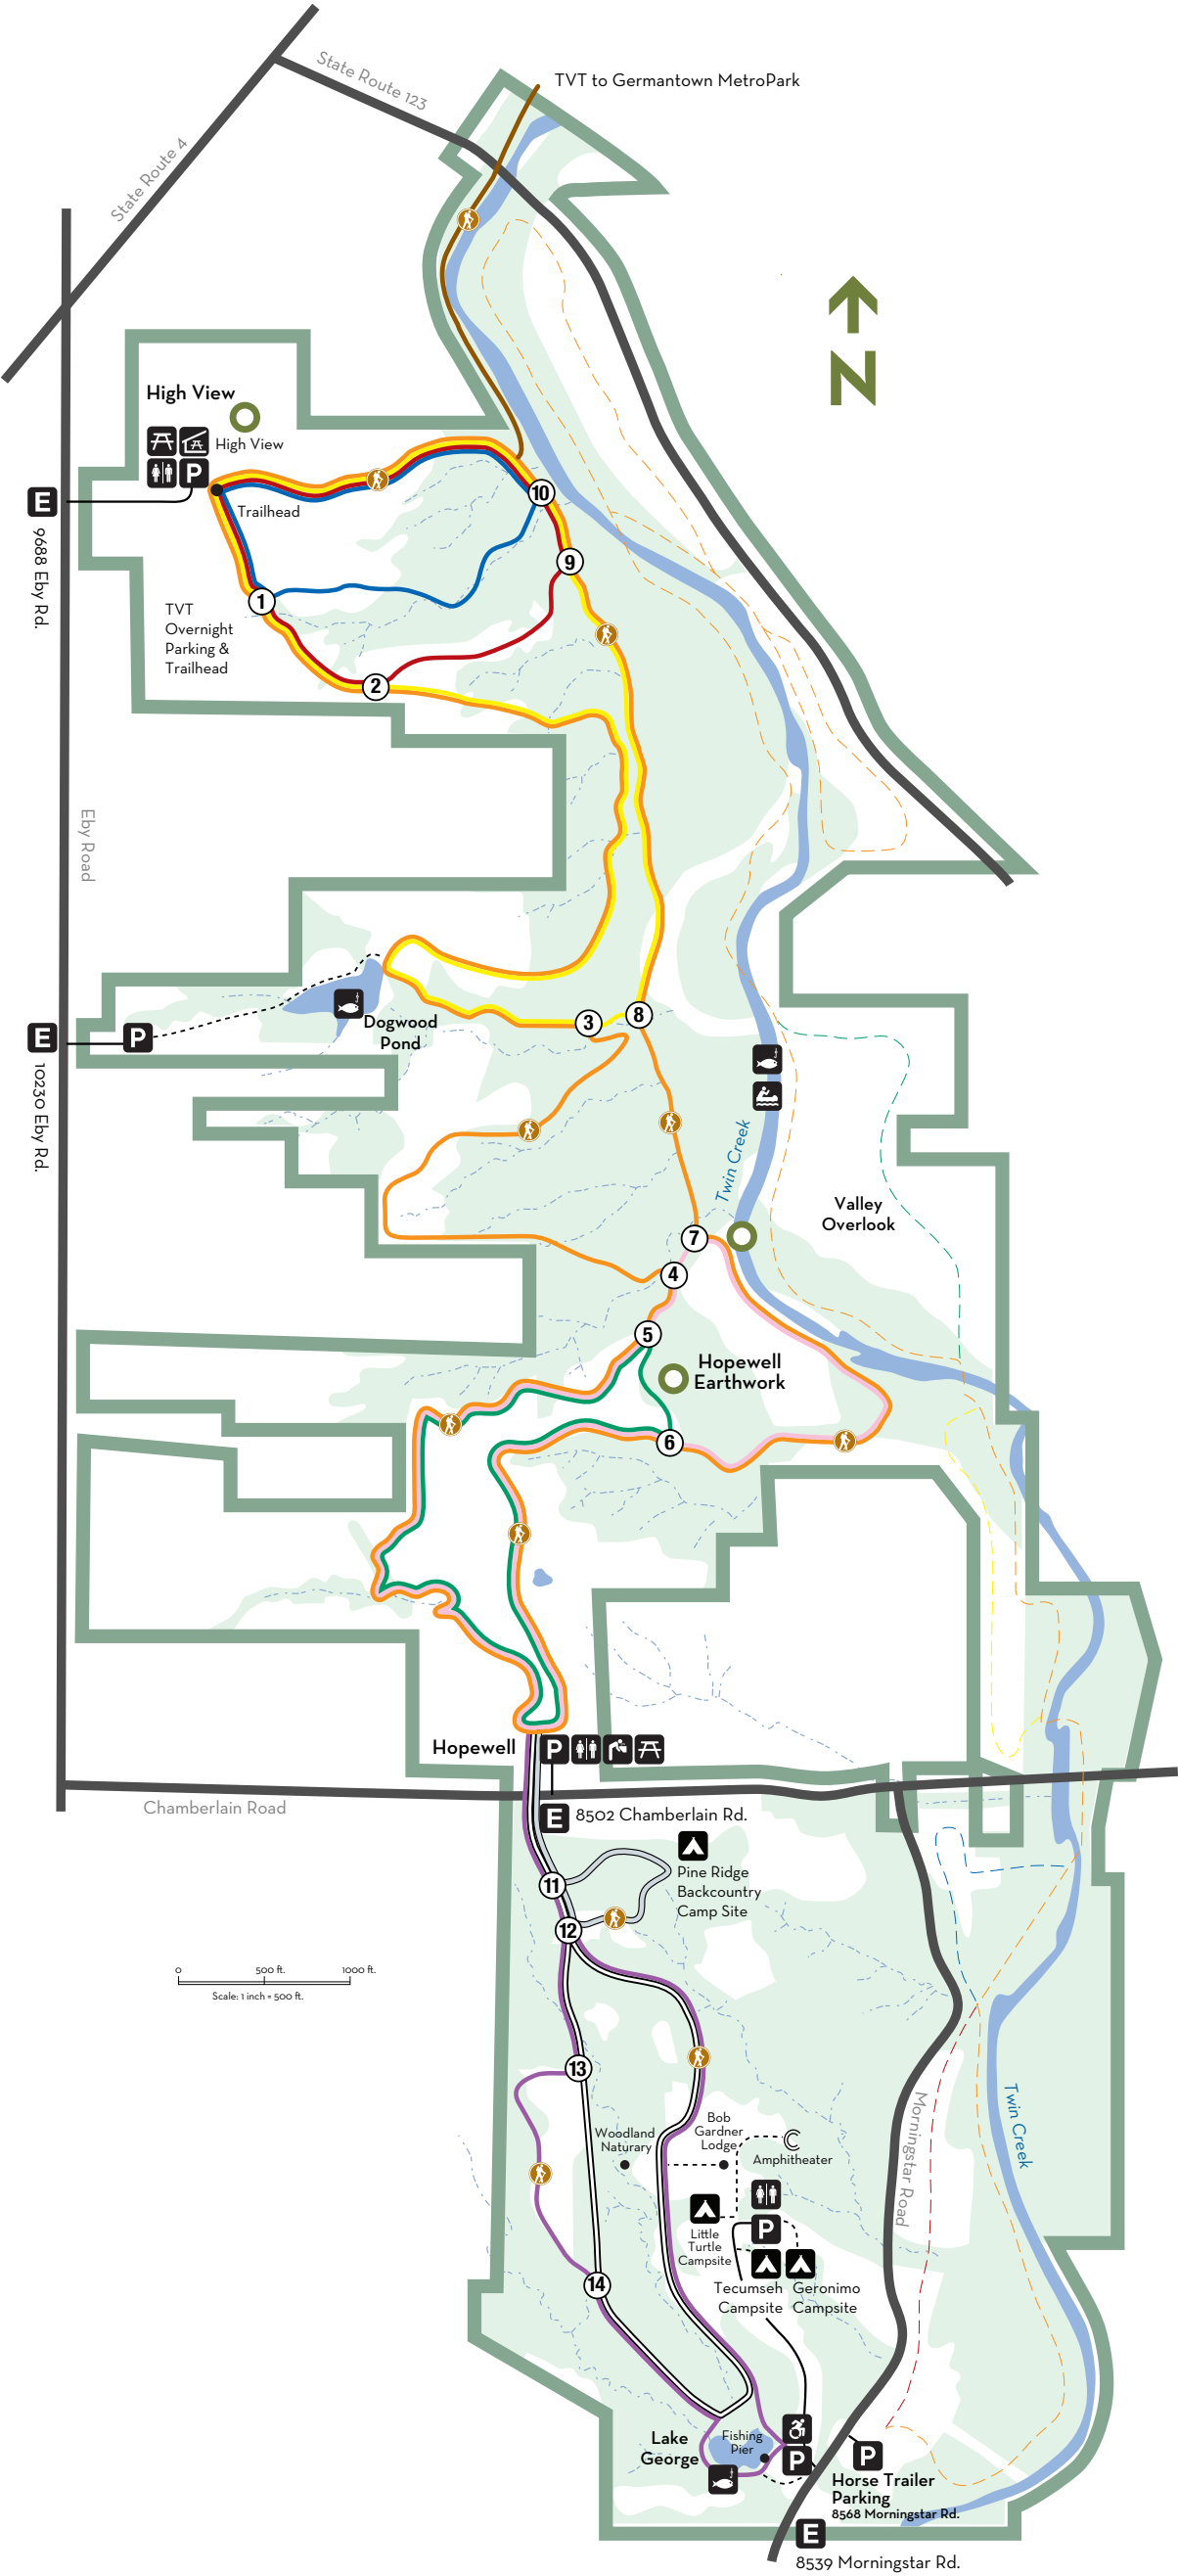 TVT to Germantown MetroPark
State Route 123
State Route 4
N
High View
High View
P
E
Trailhead
9688 Eby Rd.
10
9
1
TVT
Overnight
Parking &
Trailhead
2
Eby Road
E
P
Dogwood
Pond
3
8
10230 Eby Rd.
Twin Creek
Valley
Overlook
7
4
5
Hopewell
Earthwork
6
Hopewell
P
Chamberlain Road
E
8502 Chamberlain Rd.
Pine Ridge
Backcountry
Camp Site
11
12
0
500 ft.
1000 ft.
Scale: 1 inch = 500 ft.
13
Twin Creek
Morningstar Road
Woodland
Naturary
Bob
Gardner
Lodge
Amphitheater
Little
Turtle
Campsite
P
Tecumseh
Campsite
Geronimo
Campsite
14
Lake
George
Fishing
Pier
P
P
Horse Trailer
Parking
8568 Morningstar Rd.
E
8539 Morningstar Rd.